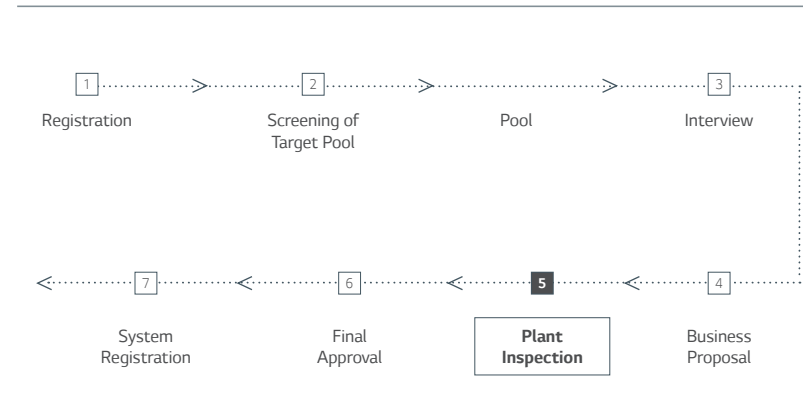 1
2
3
Registration
Screening of
Target Pool
Pool
Interview
7
6
5
4
System
Registration
Final
Approval
Plant
Inspection
Business
Proposal